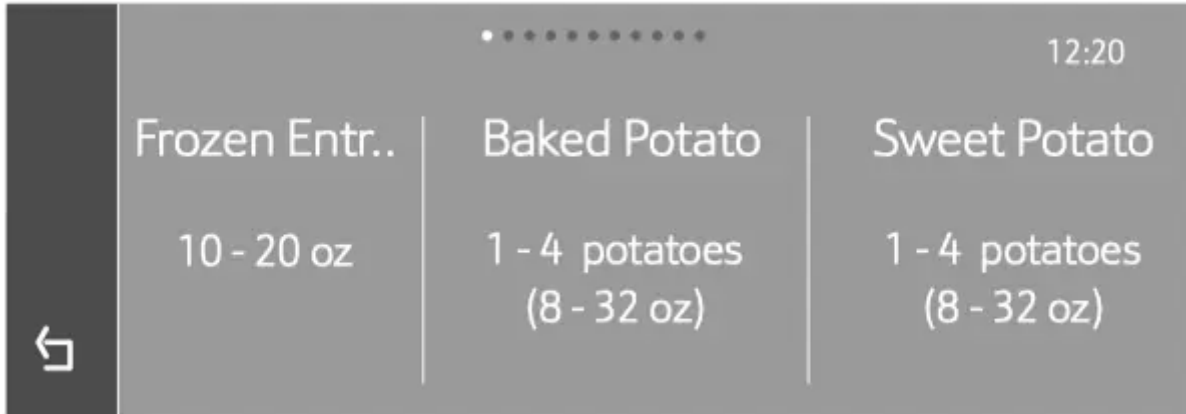 12:20
Frozen Entr..
10 - 20 oz
Baked Potato
1 - 4 potatoes
(8 - 32 oz)
Sweet Potato
1 - 4 potatoes
(8 - 32 oz)